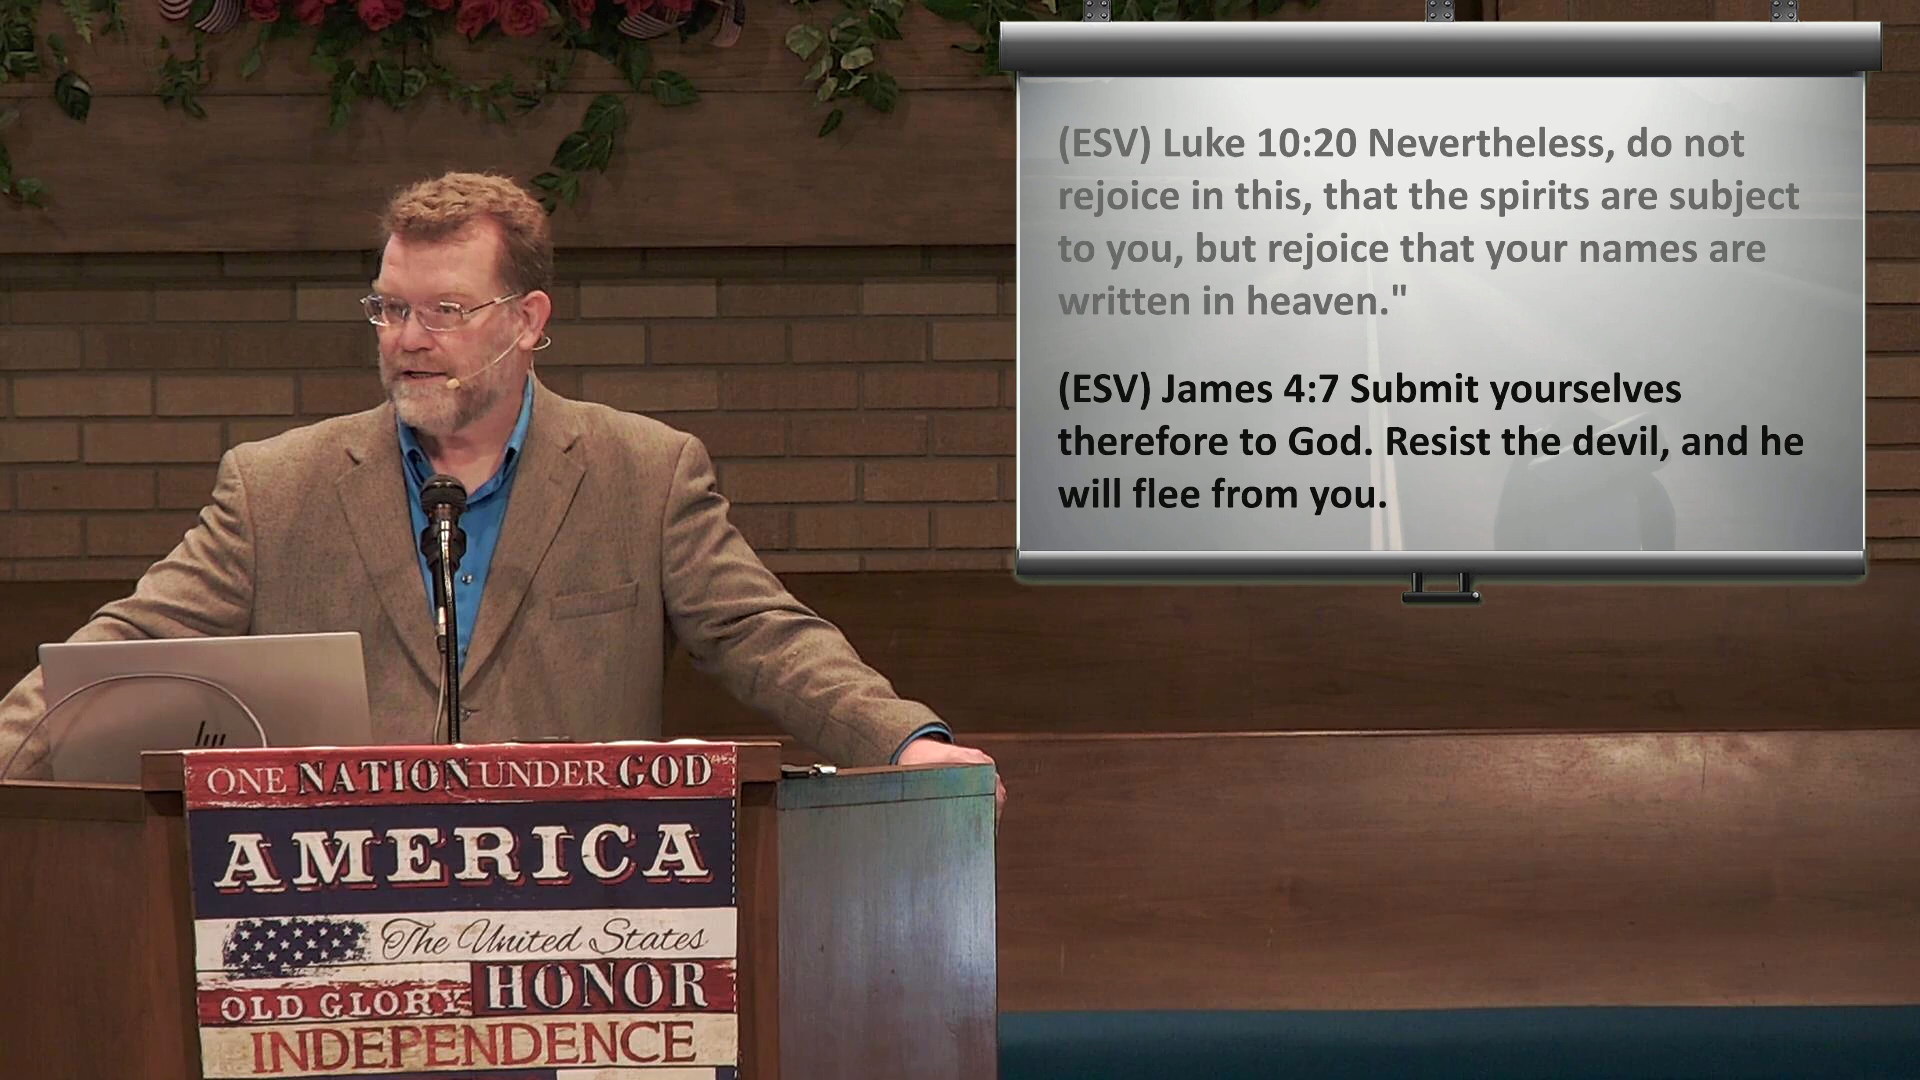 (ESV) Luke 10:20 Nevertheless, do not
rejoice in this, that the spirits are subject
to you, but rejoice that your names are
written in heaven."
(ESV) James 4:7 Submit yourselves
therefore to God. Resist the devil, and he
will flee from you.
hp
ONE NATION UNDER GOD
AMERICA
The United States
OLD GLORY HONOR
INDEPENDENCE